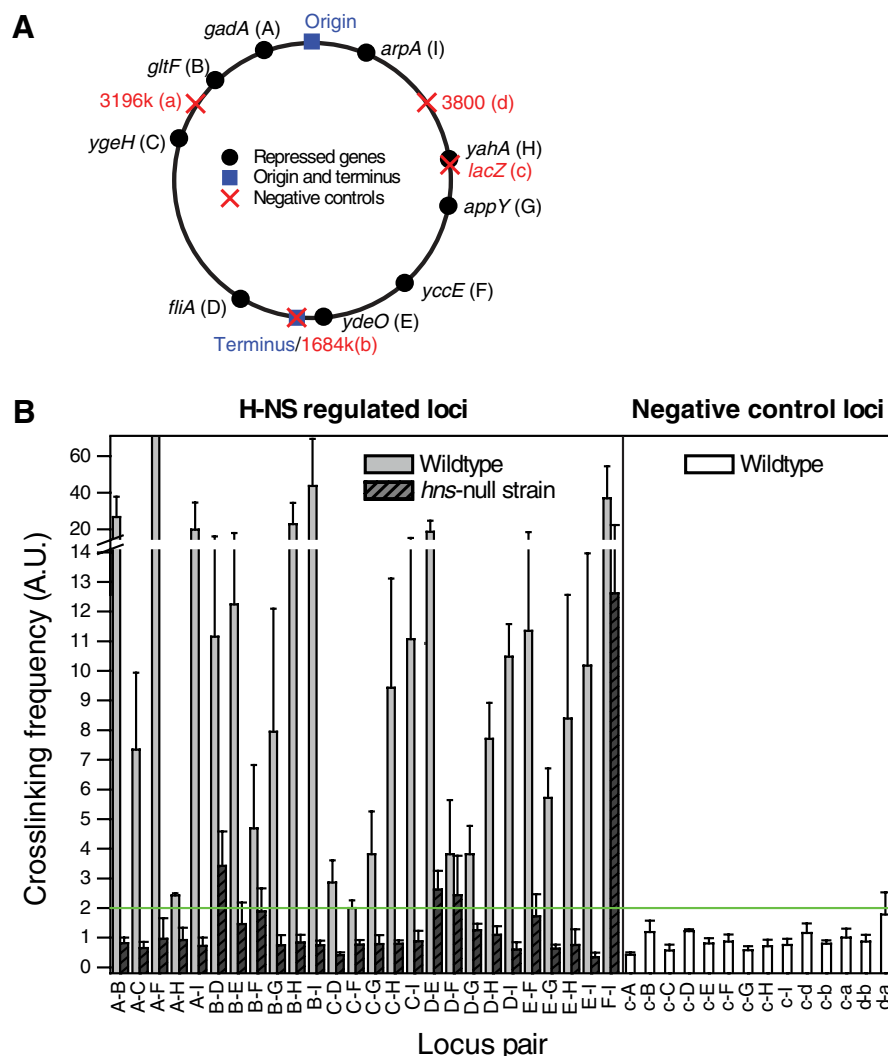 A
Origin
gadA (A)
arpA (I)
gltF (B)
3196k (a)
3800 (d)
ygeH (C)
yahA (H)
lacZ (c)
Repressed genes
Origin and terminus
Negative controls
appY (G)
yccE (F)
fliA (D)
ydeO (E)
Terminus/1684k(b)
B
H-NS regulated loci
Negative control loci
Wildtype
hns-null strain
Wildtype
Crosslinking frequency (A.U.)
60
40
20
14
12
11
10
9
8
7
6
5
4
3
2
1
0
A-B
A-C
A-F
A-H
A-I
B-D
B-E
B-F
B-G
B-H
B-I
C-D
C-F
C-G
C-H
C-I
D-E
D-F
D-G
D-H
D-I
E-F
E-G
E-H
E-I
F-I
c-A
c-B
c-C
c-D
c-E
c-F
c-G
c-H
c-I
c-d
c-b
c-a
d-b
d-a
Locus pair